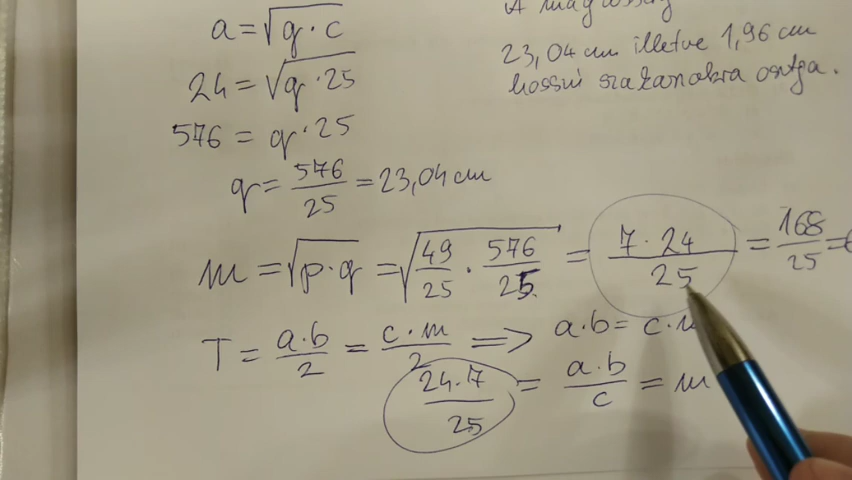 a = √q·c
24 = √q·25
576 = q·25
q = 576/25 = 23,04 cm
m = √p·q = √49/25 · 576/25 = 7·24/25 = 168/25 =
T = a·b/2 = c·m/2 => a·b = c·m
24·7/25 = a·b/c = m
A magasság
23,04 cm illetve 1,96 cm
hosszú szakaszokra osztja.